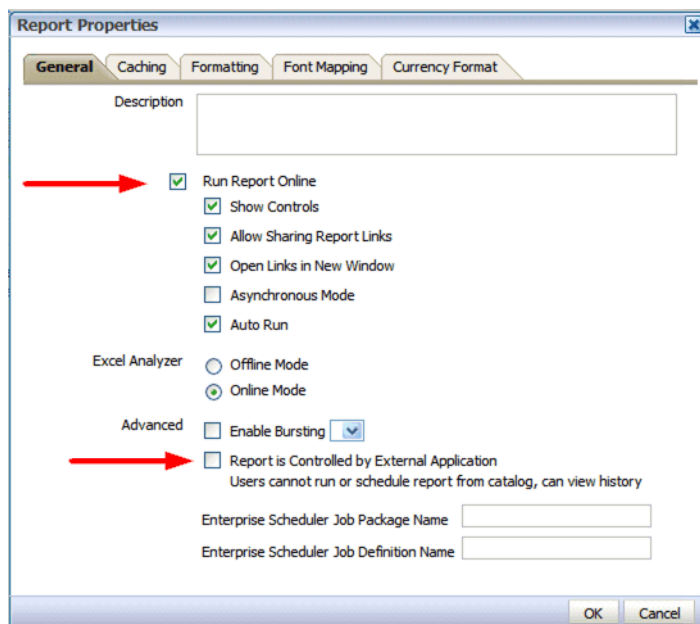 Report Properties
General Caching Formatting Font Mapping Currency Format
Description
Run Report Online
Show Controls
Allow Sharing Report Links
Open Links in New Window
Asynchronous Mode
Auto Run
Excel Analyzer Offline Mode
Online Mode
Advanced Enable Bursting
Report is Controlled by External Application
Users cannot run or schedule report from catalog, can view history
Enterprise Scheduler Job Package Name
Enterprise Scheduler Job Definition Name
OK Cancel